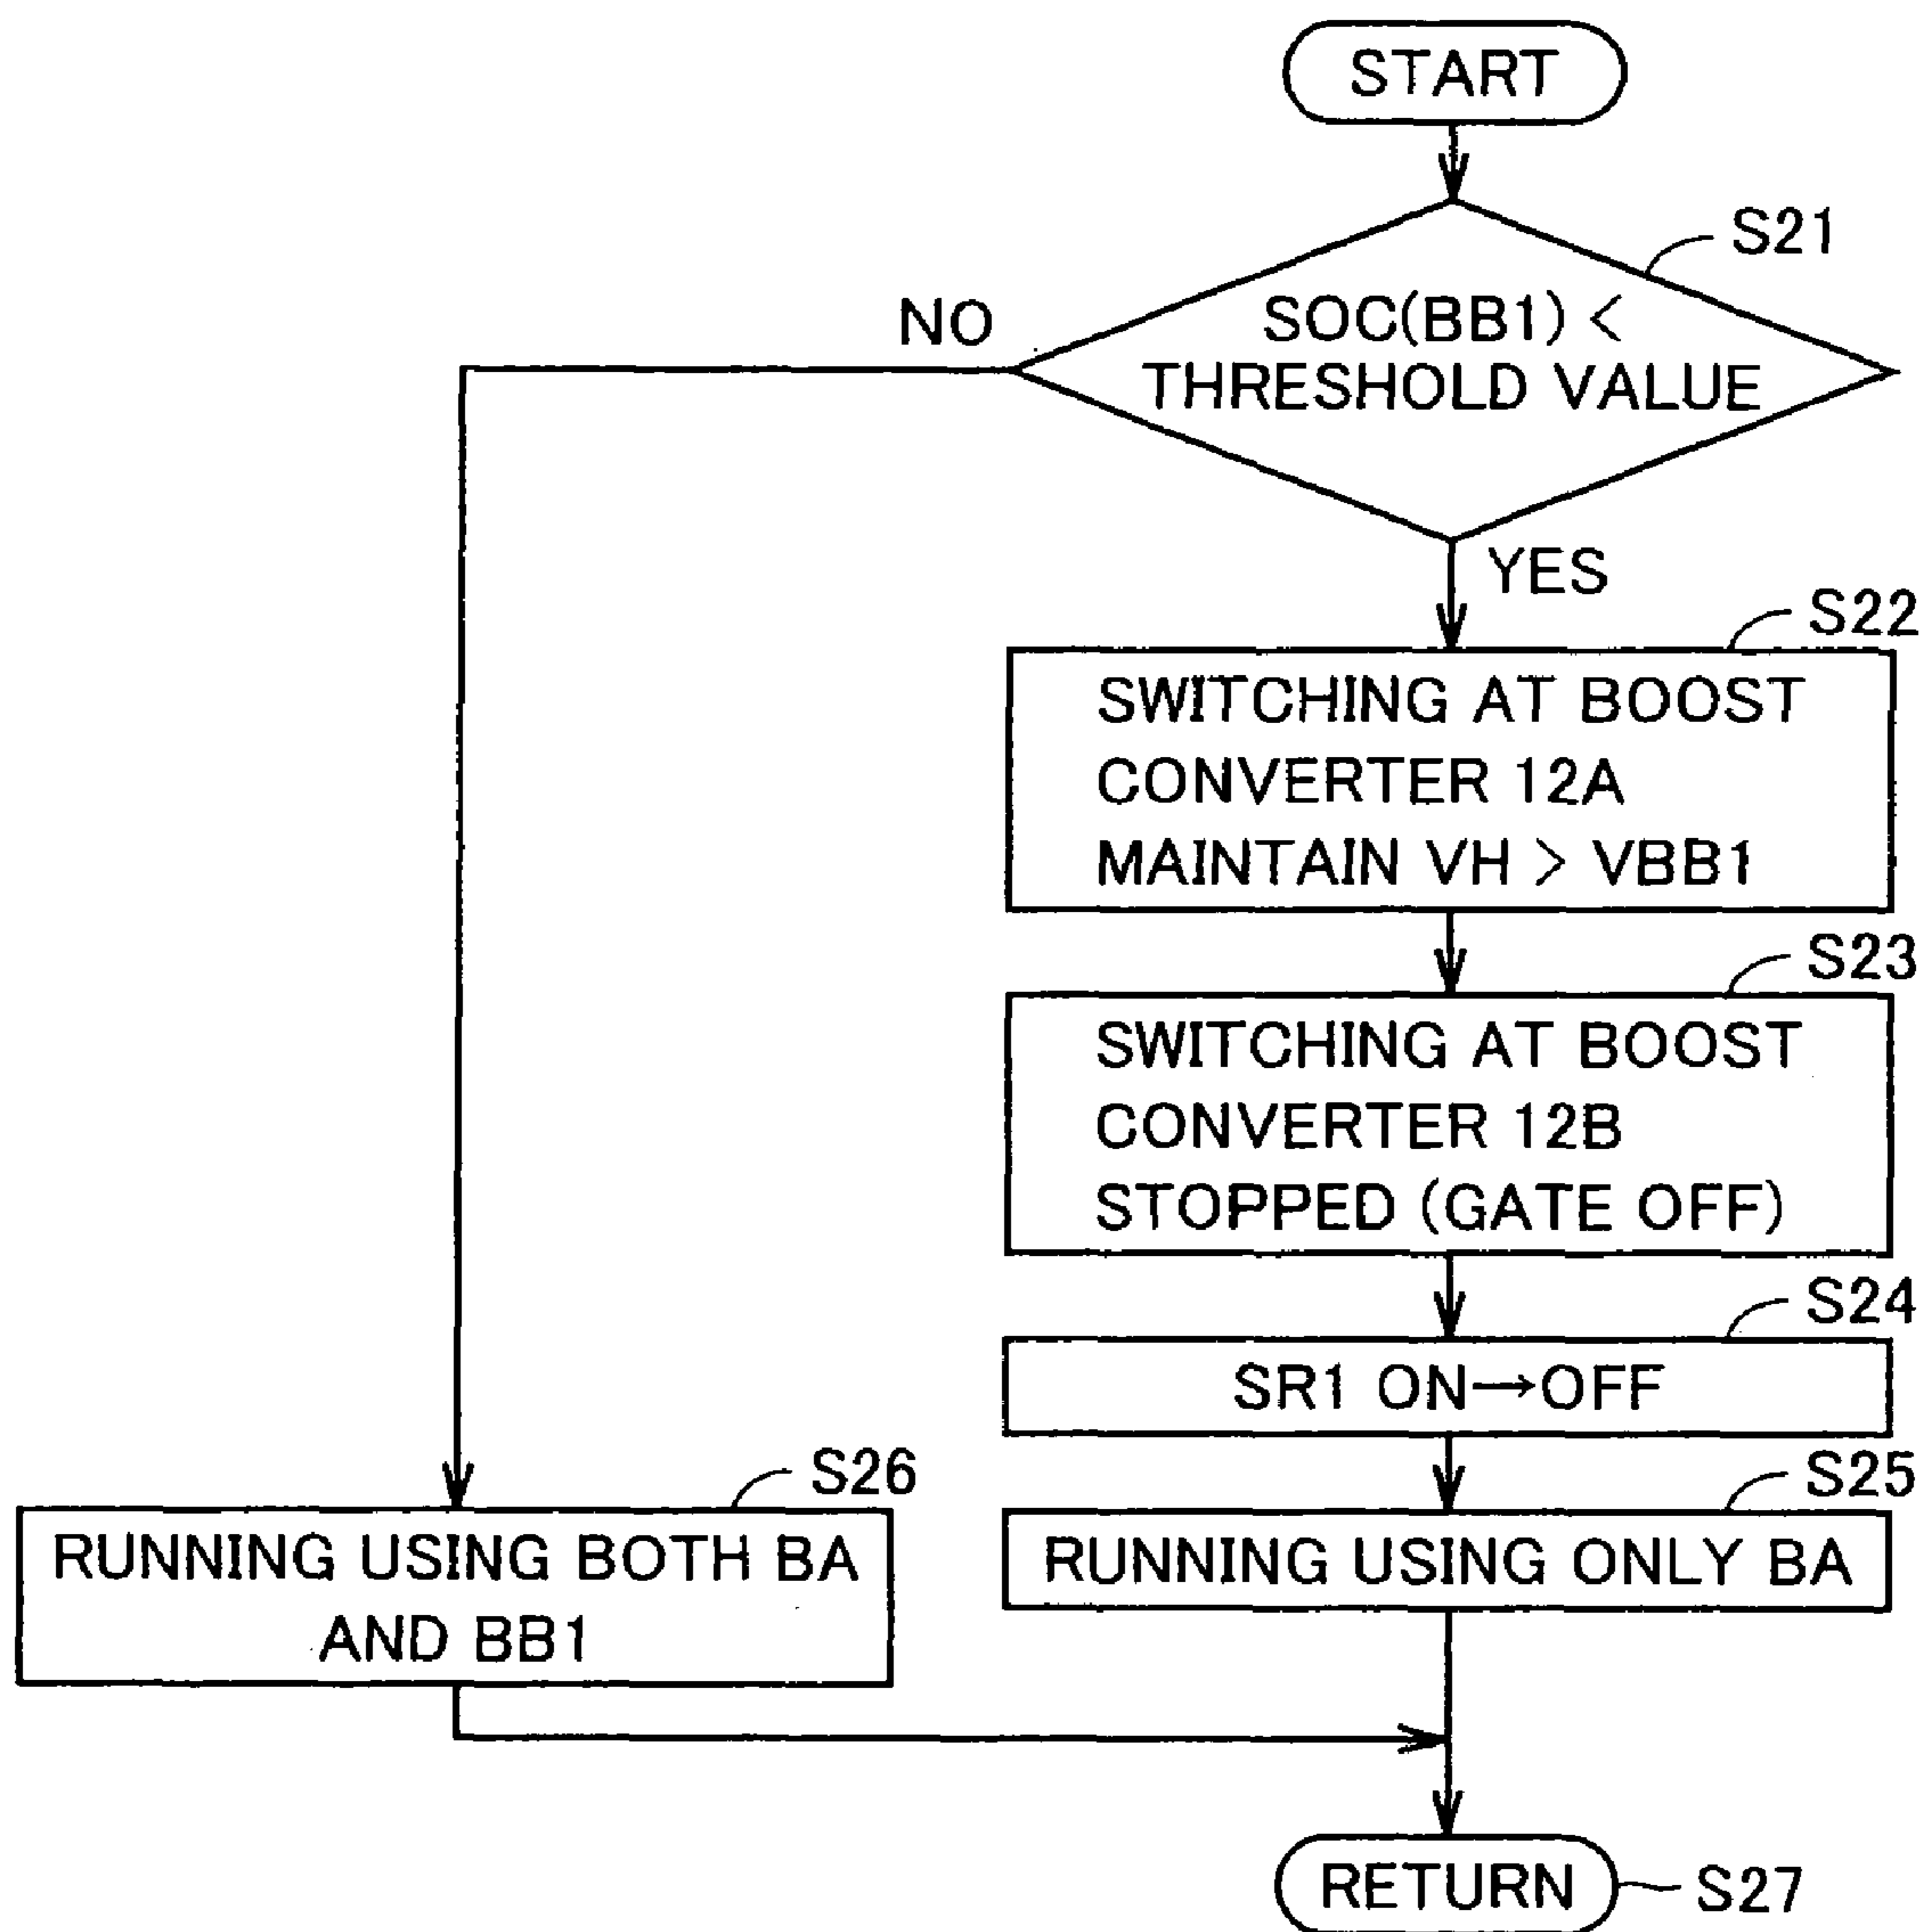 START
S21
SOC(BB1) <
THRESHOLD VALUE
NO
YES
S22
SWITCHING AT BOOST
CONVERTER 12A
MAINTAIN VH > VBB1
S23
SWITCHING AT BOOST
CONVERTER 12B
STOPPED (GATE OFF)
S24
SR1 ON→OFF
S25
RUNNING USING ONLY BA
S26
RUNNING USING BOTH BA
AND BB1
RETURN
S27